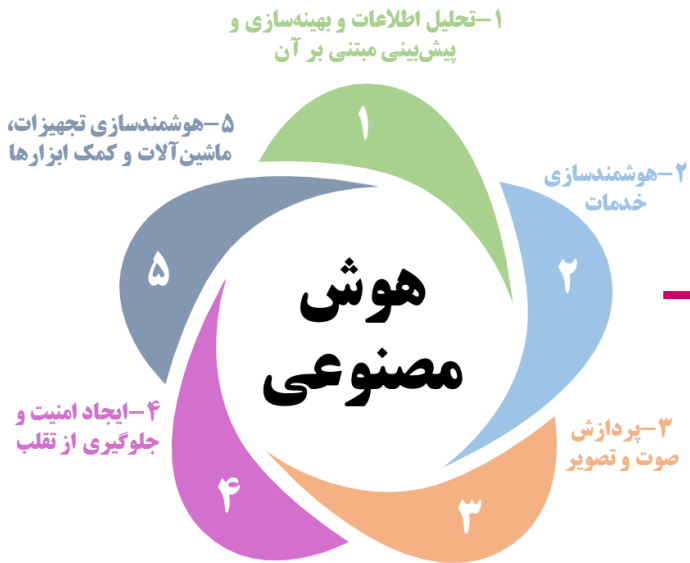 ۱-تحلیل اطلاعات و بهینه‌سازی و
پیش‌بینی مبتنی بر آن
۱
۲-هوشمندسازی
خدمات
۲
۳-پردازش
صوت و تصویر
۳
۴-ایجاد امنیت و
جلوگیری از تقلب
۴
۵-هوشمندسازی تجهیزات،
ماشین‌آلات و کمک ابزارها
۵
هوش
مصنوعی